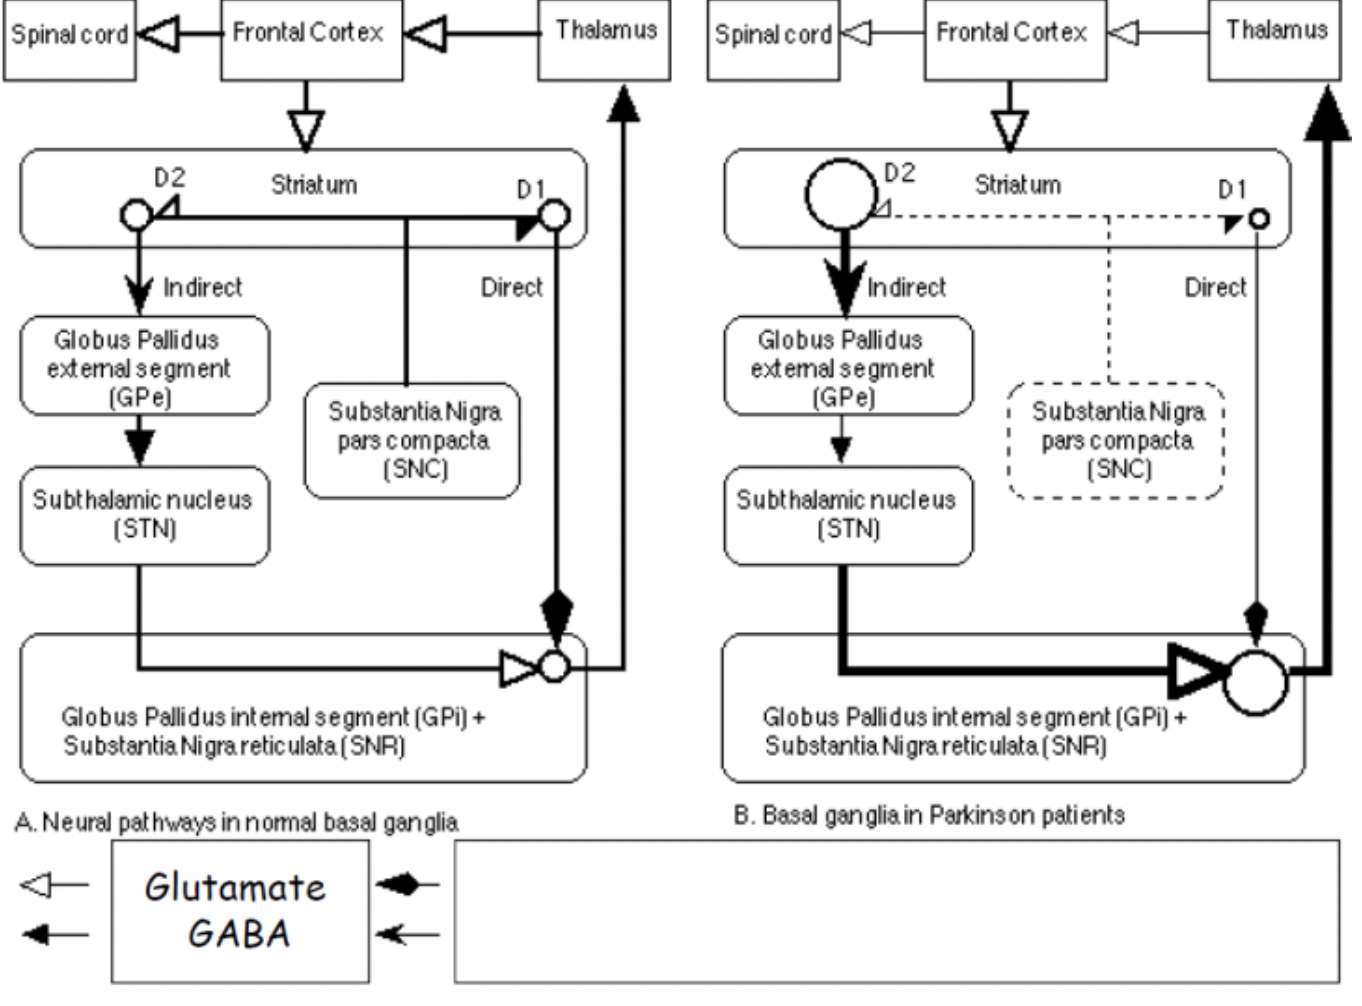 Spinal cord
Frontal Cortex
Thalamus
D2
Striatum
D1
Indirect
Direct
Globus Pallidus
external segment
(GPe)
Substantia Nigra
pars compacta
(SNC)
Subthalamic nucleus
(STN)
Globus Pallidus internal segment (GPi) +
Substantia Nigra reticulata (SNR)
A. Neural pathways in normal basal ganglia
Spinal cord
Frontal Cortex
Thalamus
D2
Striatum
D1
Indirect
Direct
Globus Pallidus
external segment
(GPe)
Substantia Nigra
pars compacta
(SNC)
Subthalamic nucleus
(STN)
Globus Pallidus internal segment (GPi) +
Substantia Nigra reticulata (SNR)
B. Basal ganglia in Parkinson patients
Glutamate
GABA